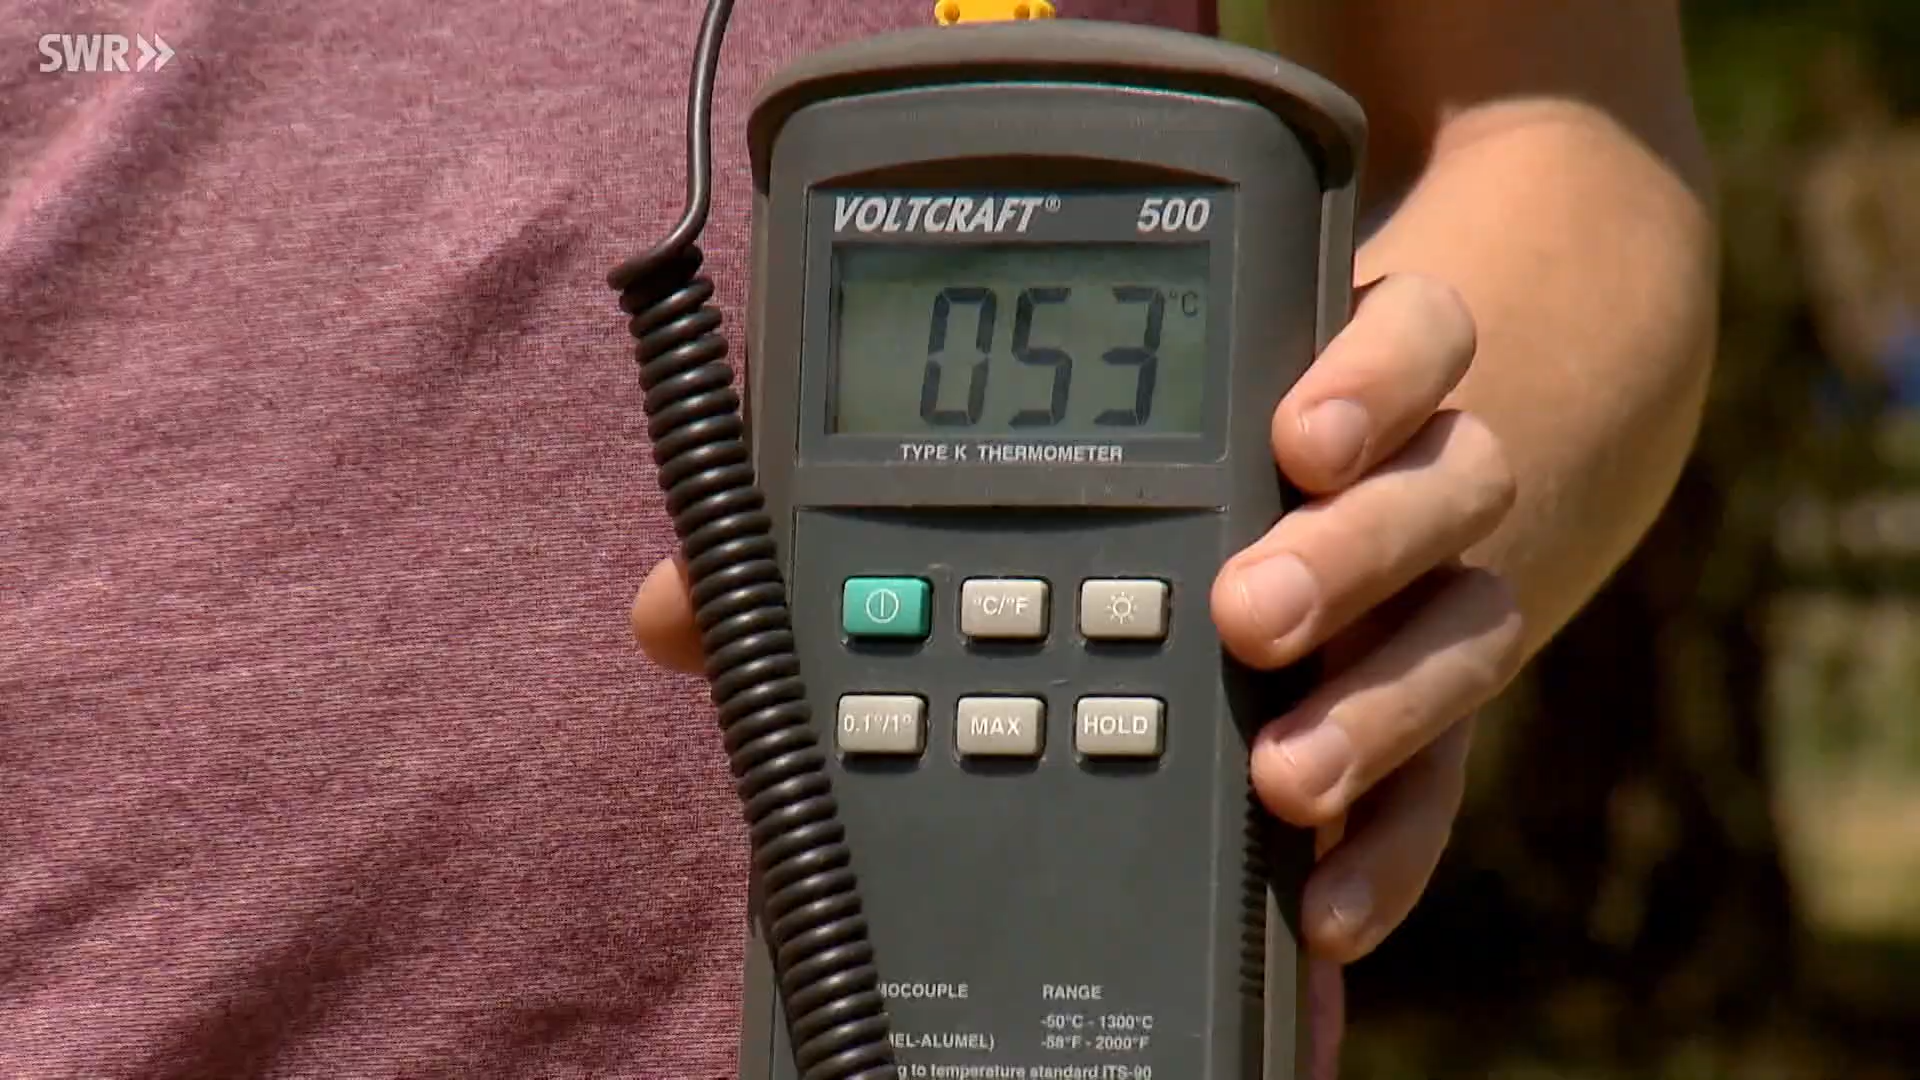 SWR
VOLTCRAFT® 500
053 °C
TYPE K THERMOMETER
°C/°F
0.1°/1° MAX HOLD
RANGE
-50°C - 1300°C
-ALUMEL) -58°F - 2000°F
to temperature standard ITS-90